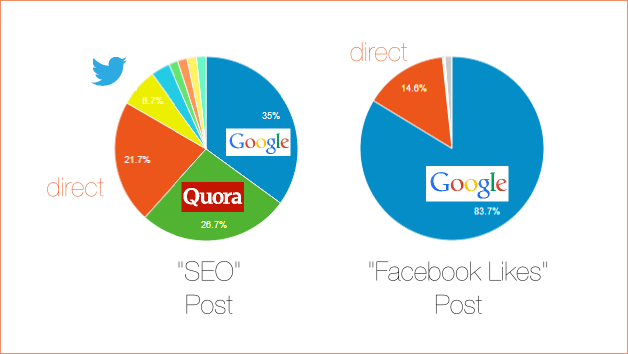 direct
35%
6.7%
14.6%
Google
21.7%
direct
Quora
Google
26.7%
83.7%
"SEO"
Post
"Facebook Likes"
Post